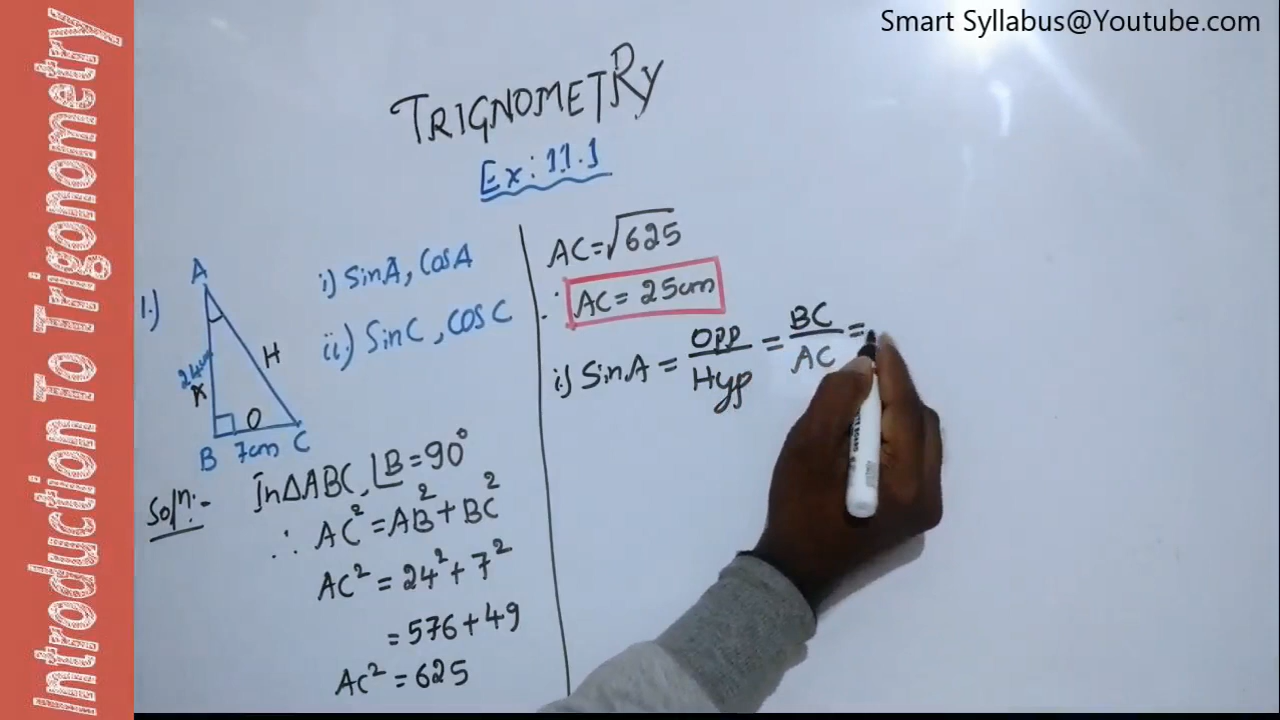 Smart Syllabus@Youtube.com
Introduction To Trigonometry
TRIGNOMETRY
Ex: 11.1
1.)
A
24cm
A
H
O
B 7cm C
i) SinA, CosA
ii.) SinC, COSC
Soln:-
InΔABC, ∠B = 90°
∴ AC² = AB² + BC²
AC² = 24² + 7²
= 576 + 49
AC² = 625
AC = √625
∴ AC = 25cm
i) SinA = Opp/Hyp = BC/AC =